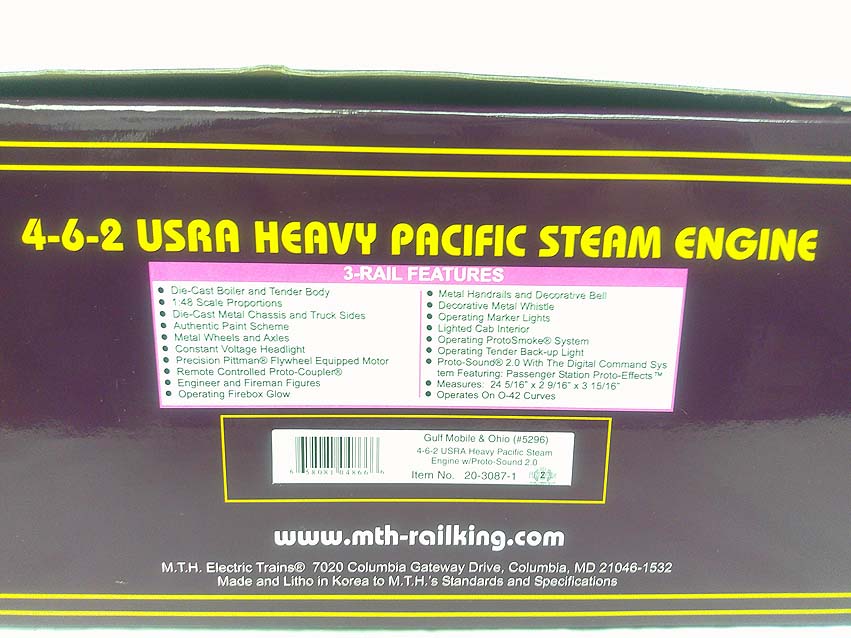 4-6-2 USRA HEAVY PACIFIC STEAM ENGINE
3-RAIL FEATURES
Die-Cast Boiler and Tender Body
1:48 Scale Proportions
Die-Cast Metal Chassis and Truck Sides
Authentic Paint Scheme
Metal Wheels and Axles
Constant Voltage Headlight
Precision Pittman® Flywheel Equipped Motor
Remote Controlled Proto-Coupler®
Engineer and Fireman Figures
Operating Firebox Glow
Metal Handrails and Decorative Bell
Decorative Metal Whistle
Operating Marker Lights
Lighted Cab Interior
Operating ProtoSmoke® System
Operating Tender Back-up Light
Proto-Sound® 2.0 With The Digital Command Sys
tem Featuring: Passenger Station Proto-Effects™
Measures: 24 5/16" x 2 9/16" x 3 15/16"
Operates On O-42 Curves
Gulf Mobile & Ohio (#5296)
4-6-2 USRA Heavy Pacific Steam
Engine w/Proto-Sound 2.0
Item No. 20-3087-1
2
www.mth-railking.com
M.T.H. Electric Trains® 7020 Columbia Gateway Drive, Columbia, MD 21046-1532
Made and Litho in Korea to M.T.H.'s Standards and Specifications